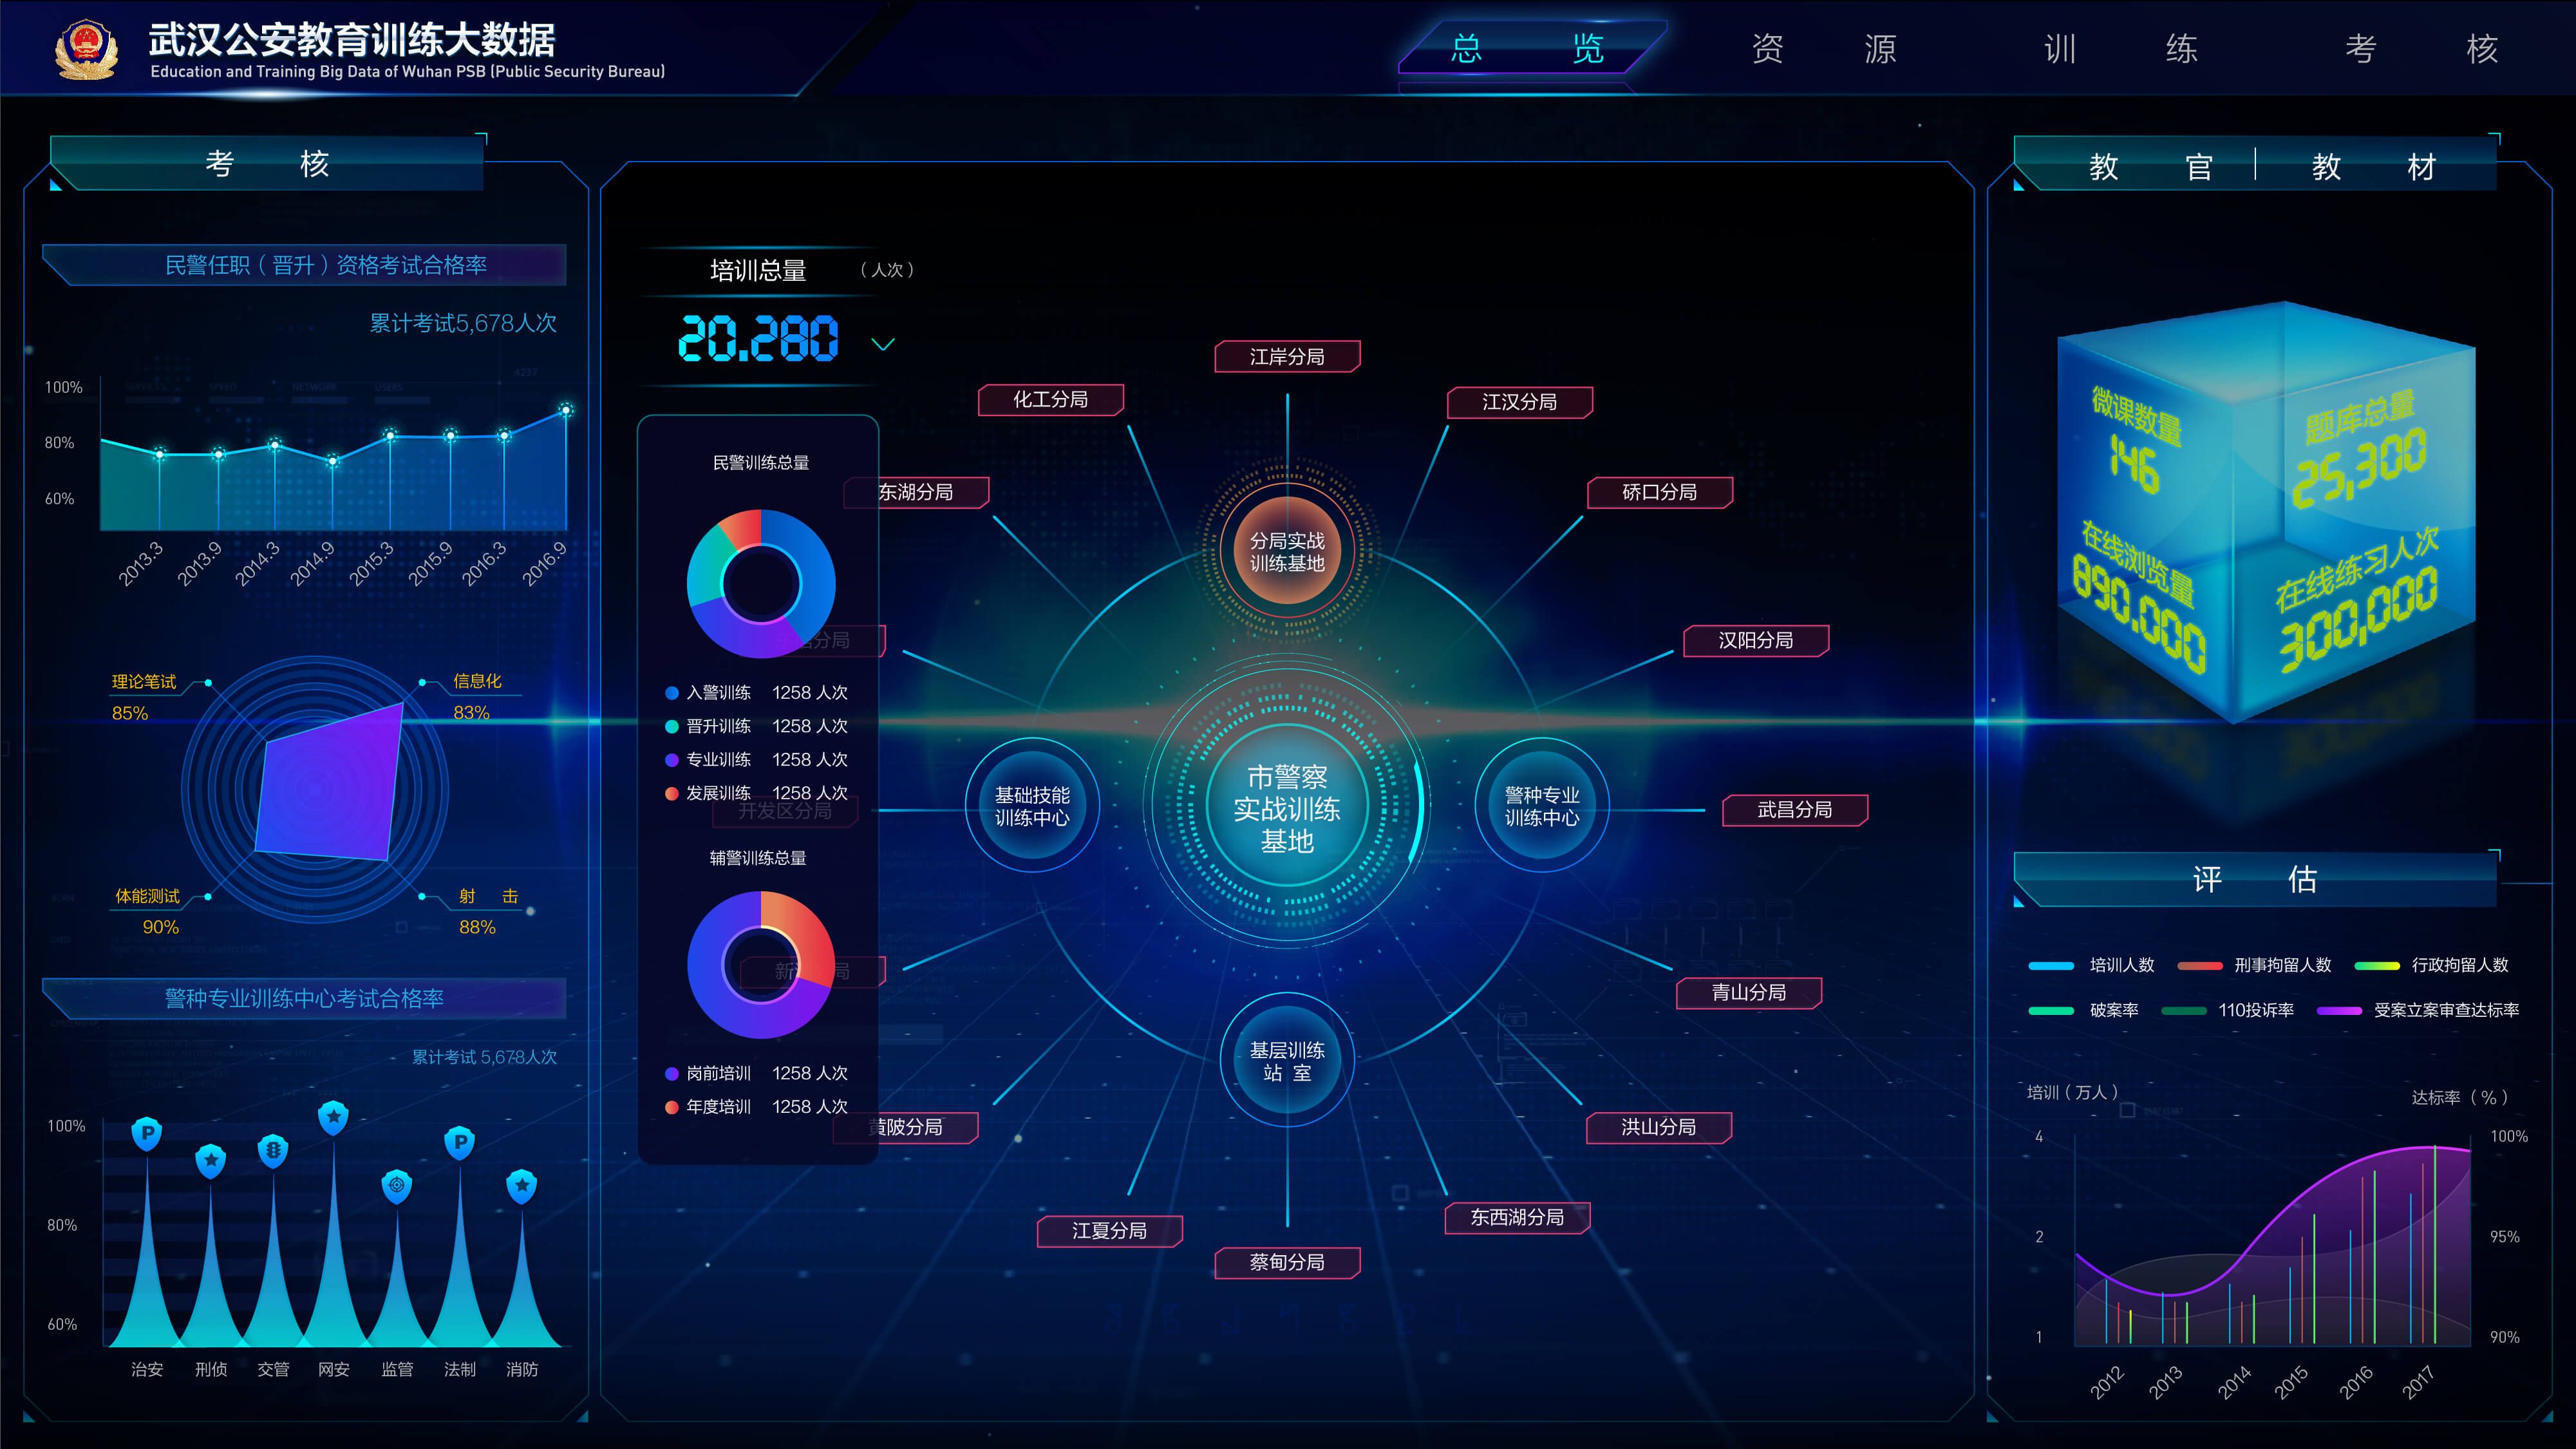 武汉公安教育训练大数据
Education and Training Big Data of Wuhan PSB (Public Security Bureau)
总 览
资 源
训 练
考 核
考 核
民警任职（晋升）资格考试合格率
累计考试5,678人次
100%
80%
60%
2013.3 2013.9 2014.3 2014.9 2015.3 2015.9 2016.3 2016.9
理论笔试
85%
信息化
83%
体能测试
90%
射 击
88%
警种专业训练中心考试合格率
累计考试 5,678人次
100%
80%
60%
P
P
治安 刑侦 交管 网安 监管 法制 消防
培训总量 （人次）
20.280
民警训练总量
入警训练 1258 人次
晋升训练 1258 人次
专业训练 1258 人次
发展训练 1258 人次
辅警训练总量
岗前培训 1258 人次
年度培训 1258 人次
江岸分局
化工分局
江汉分局
东湖分局
硚口分局
分局
汉阳分局
开发区分局
武昌分局
新 局
青山分局
黄陂分局
洪山分局
江夏分局
东西湖分局
蔡甸分局
分局实战
训练基地
基础技能
训练中心
市警察
实战训练
基地
警种专业
训练中心
基层训练
站 室
教 官 | 教 材
微课数量
146
题库总量
25,300
在线浏览量
890.000
在线练习人次
300,000
评 估
培训人数 刑事拘留人数 行政拘留人数
破案率 110投诉率 受案立案审查达标率
培训（万人）
达标率（%）
4
2
1
100%
95%
90%
2012 2013 2014 2015 2016 2017